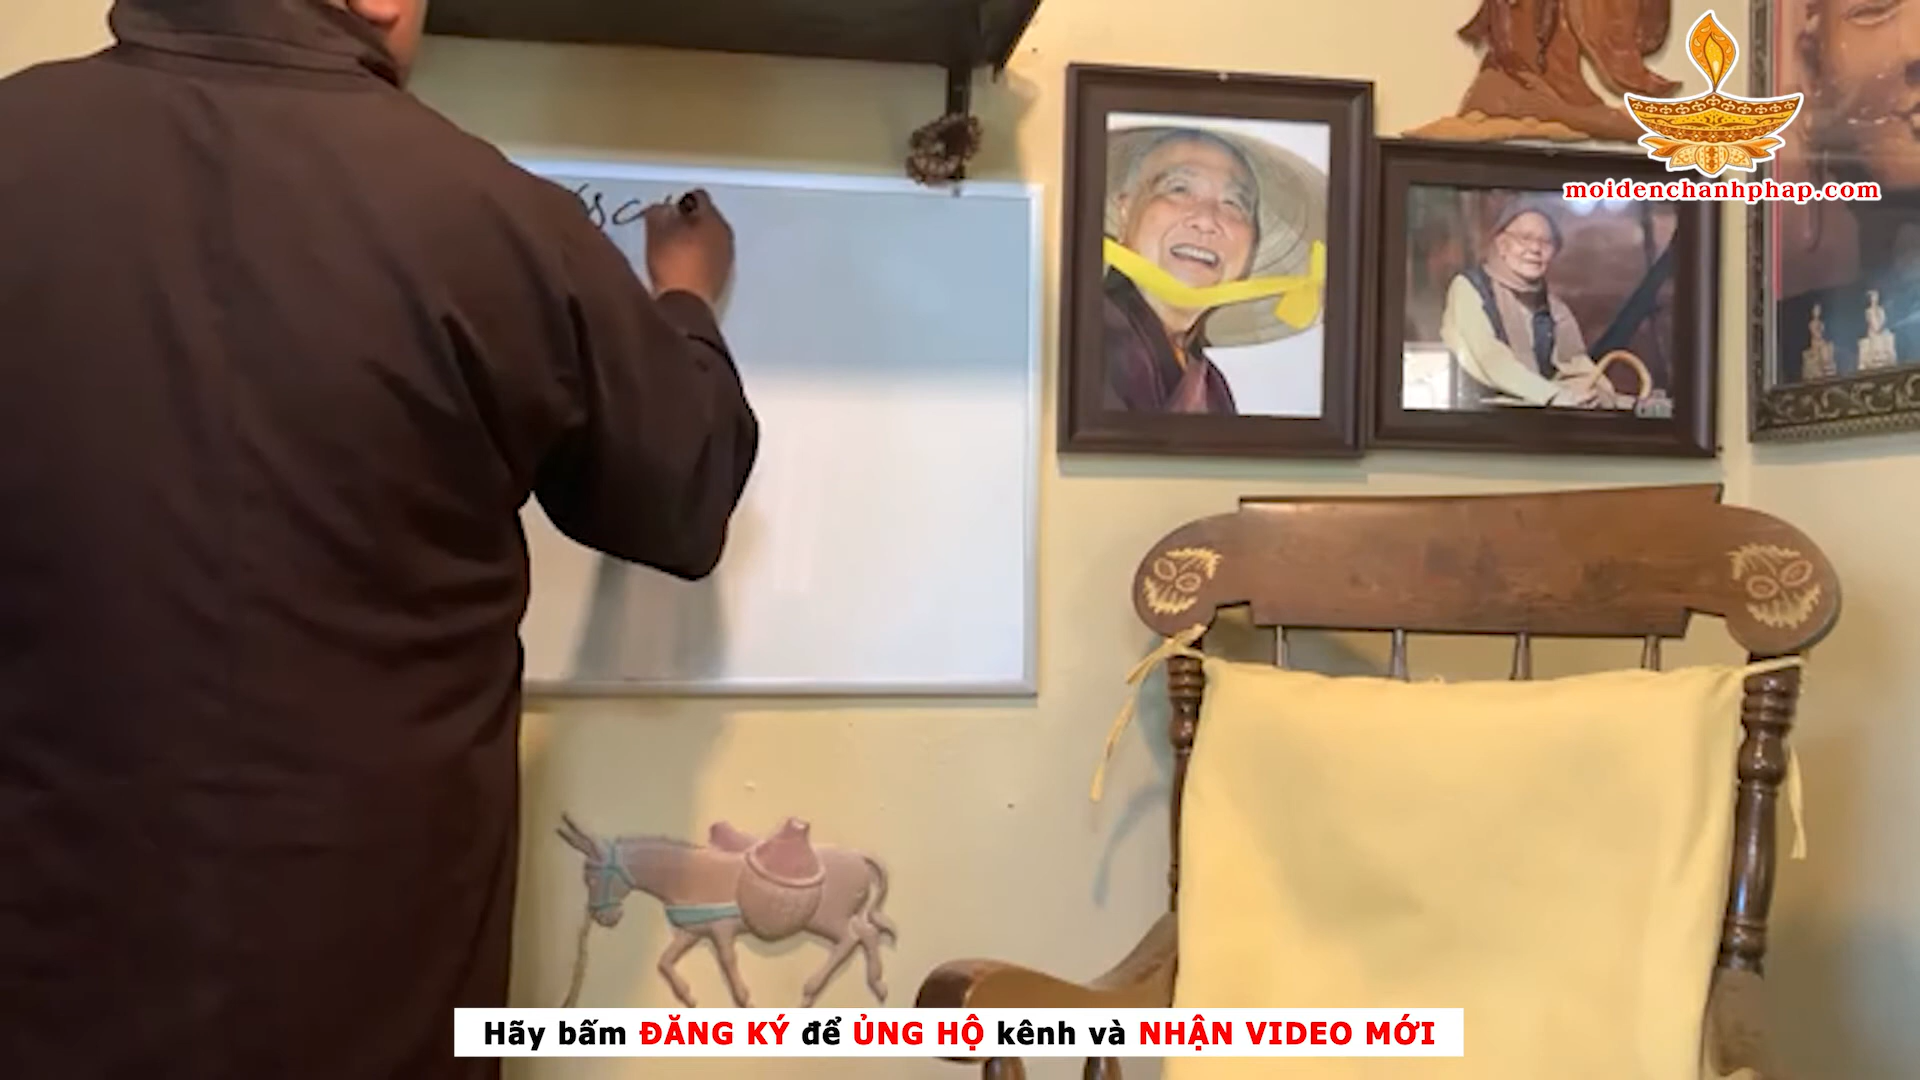 moidenchanhphap.com
Hãy bấm ĐĂNG KÝ để ỦNG HỘ kênh và NHẬN VIDEO MỚI